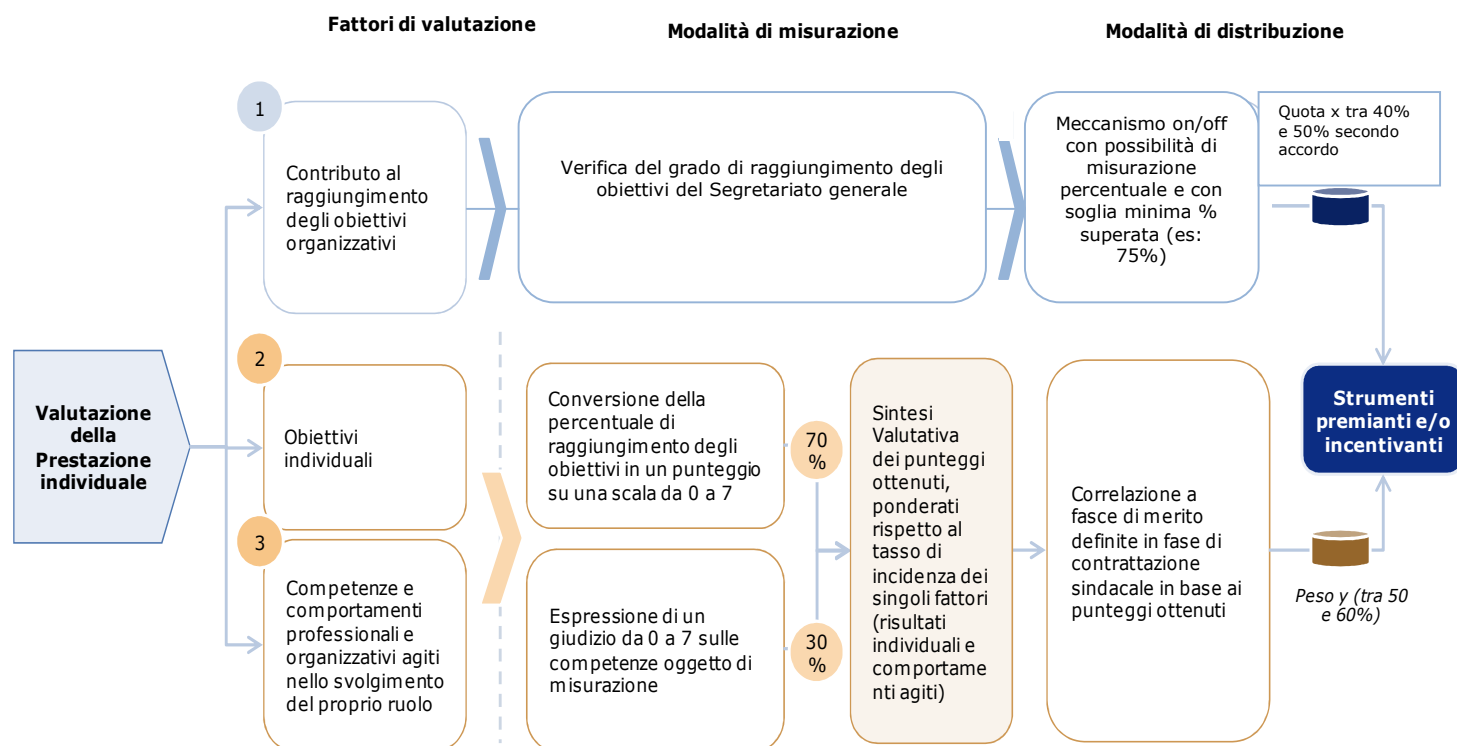 Fattori di valutazione
Modalità di misurazione
Modalità di distribuzione
1
Contributo al
raggiungimento
degli obiettivi
organizzativi
Verifica del grado di raggiungimento degli
obiettivi del Segretariato generale
Meccanismo on/off
con possibilità di
misurazione
percentuale e con
soglia minima %
superata (es:
75%)
Quota x tra 40%
e 50% secondo
accordo
Valutazione
della
Prestazione
individuale
2
Obiettivi
individuali
3
Competenze e
comportamenti
professionali e
organizzativi agiti
nello svolgimento
del proprio ruolo
Conversione della
percentuale di
raggiungimento degli
obiettivi in un punteggio
su una scala da 0 a 7
Espressione di un
giudizio da 0 a 7 sulle
competenze oggetto di
misurazione
70
%
30
%
Sintesi
Valutativa
dei punteggi
ottenuti,
ponderati
rispetto al
tasso di
incidenza dei
singoli fattori
(risultati
individuali e
comportame
nti agiti)
Correlazione a
fasce di merito
definite in fase di
contrattazione
sindacale in base ai
punteggi ottenuti
Strumenti
premianti e/o
incentivanti
Peso y (tra 50
e 60%)